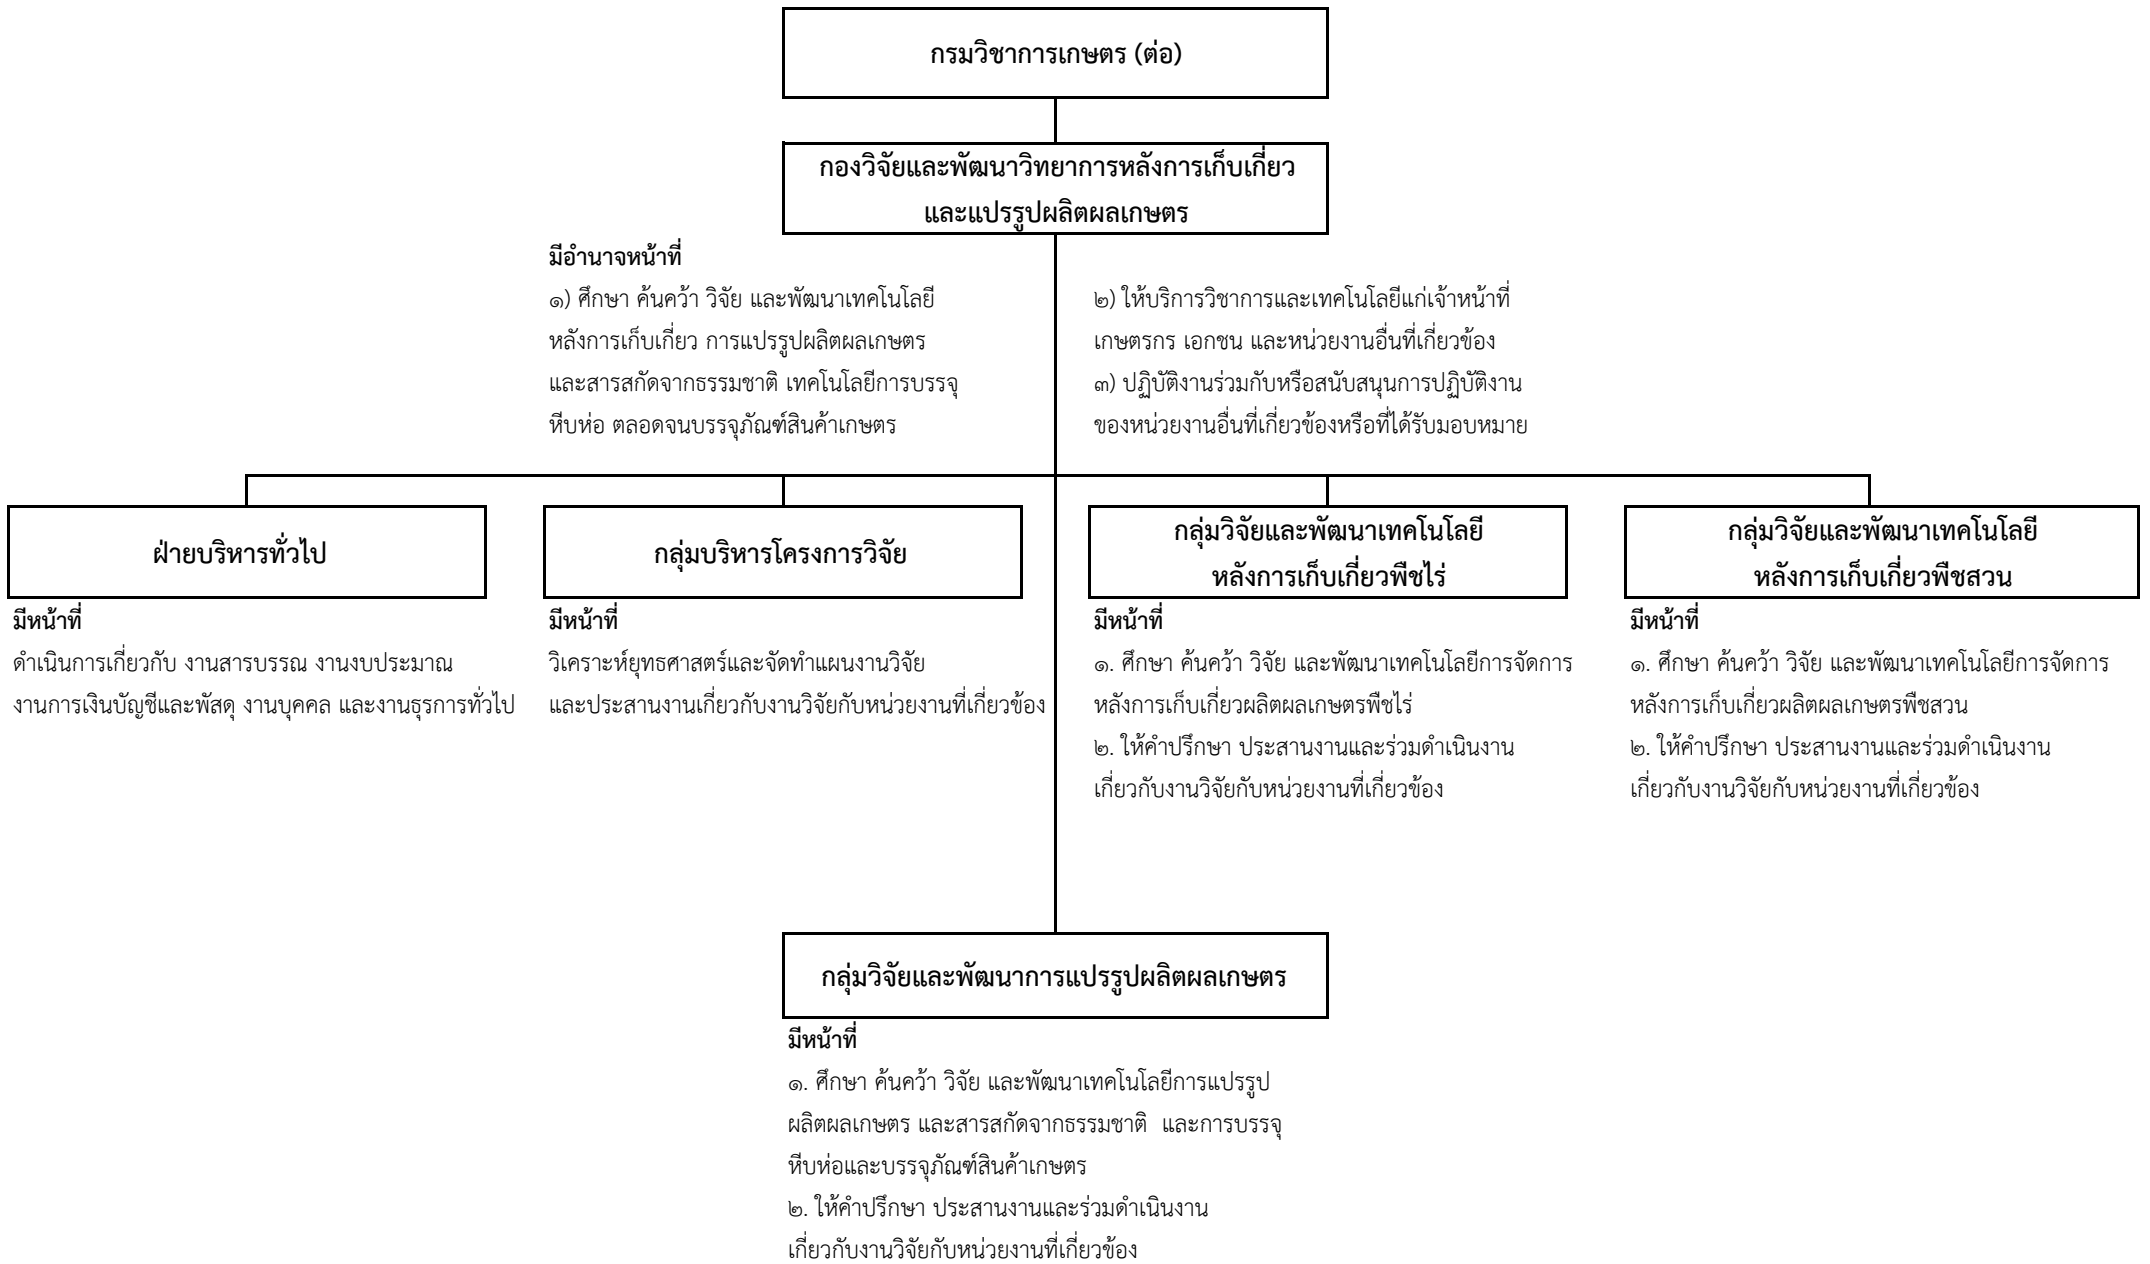 กรมวิชาการเกษตร (ต่อ)
กองวิจัยและพัฒนาวิทยาการหลังการเก็บเกี่ยว
และแปรรูปผลิตผลเกษตร
มีอำนาจหน้าที่
๑) ศึกษา ค้นคว้า วิจัย และพัฒนาเทคโนโลยี
หลังการเก็บเกี่ยว การแปรรูปผลิตผลเกษตร
และสารสกัดจากธรรมชาติ เทคโนโลยีการบรรจุ
หีบห่อ ตลอดจนบรรจุภัณฑ์สินค้าเกษตร
๒) ให้บริการวิชาการและเทคโนโลยีแก่เจ้าหน้าที่
เกษตรกร เอกชน และหน่วยงานอื่นที่เกี่ยวข้อง
๓) ปฏิบัติงานร่วมกับหรือสนับสนุนการปฏิบัติงาน
ของหน่วยงานอื่นที่เกี่ยวข้องหรือที่ได้รับมอบหมาย
ฝ่ายบริหารทั่วไป
มีหน้าที่
ดำเนินการเกี่ยวกับ งานสารบรรณ งานงบประมาณ
งานการเงินบัญชีและพัสดุ งานบุคคล และงานธุรการทั่วไป
กลุ่มบริหารโครงการวิจัย
มีหน้าที่
วิเคราะห์ยุทธศาสตร์และจัดทำแผนงานวิจัย
และประสานงานเกี่ยวกับงานวิจัยกับหน่วยงานที่เกี่ยวข้อง
กลุ่มวิจัยและพัฒนาเทคโนโลยี
หลังการเก็บเกี่ยวพืชไร่
มีหน้าที่
๑. ศึกษา ค้นคว้า วิจัย และพัฒนาเทคโนโลยีการจัดการ
หลังการเก็บเกี่ยวผลิตผลเกษตรพืชไร่
๒. ให้คำปรึกษา ประสานงานและร่วมดำเนินงาน
เกี่ยวกับงานวิจัยกับหน่วยงานที่เกี่ยวข้อง
กลุ่มวิจัยและพัฒนาเทคโนโลยี
หลังการเก็บเกี่ยวพืชสวน
มีหน้าที่
๑. ศึกษา ค้นคว้า วิจัย และพัฒนาเทคโนโลยีการจัดการ
หลังการเก็บเกี่ยวผลิตผลเกษตรพืชสวน
๒. ให้คำปรึกษา ประสานงานและร่วมดำเนินงาน
เกี่ยวกับงานวิจัยกับหน่วยงานที่เกี่ยวข้อง
กลุ่มวิจัยและพัฒนาการแปรรูปผลิตผลเกษตร
มีหน้าที่
๑. ศึกษา ค้นคว้า วิจัย และพัฒนาเทคโนโลยีการแปรรูป
ผลิตผลเกษตร และสารสกัดจากธรรมชาติ  และการบรรจุ
หีบห่อและบรรจุภัณฑ์สินค้าเกษตร
๒. ให้คำปรึกษา ประสานงานและร่วมดำเนินงาน
เกี่ยวกับงานวิจัยกับหน่วยงานที่เกี่ยวข้อง